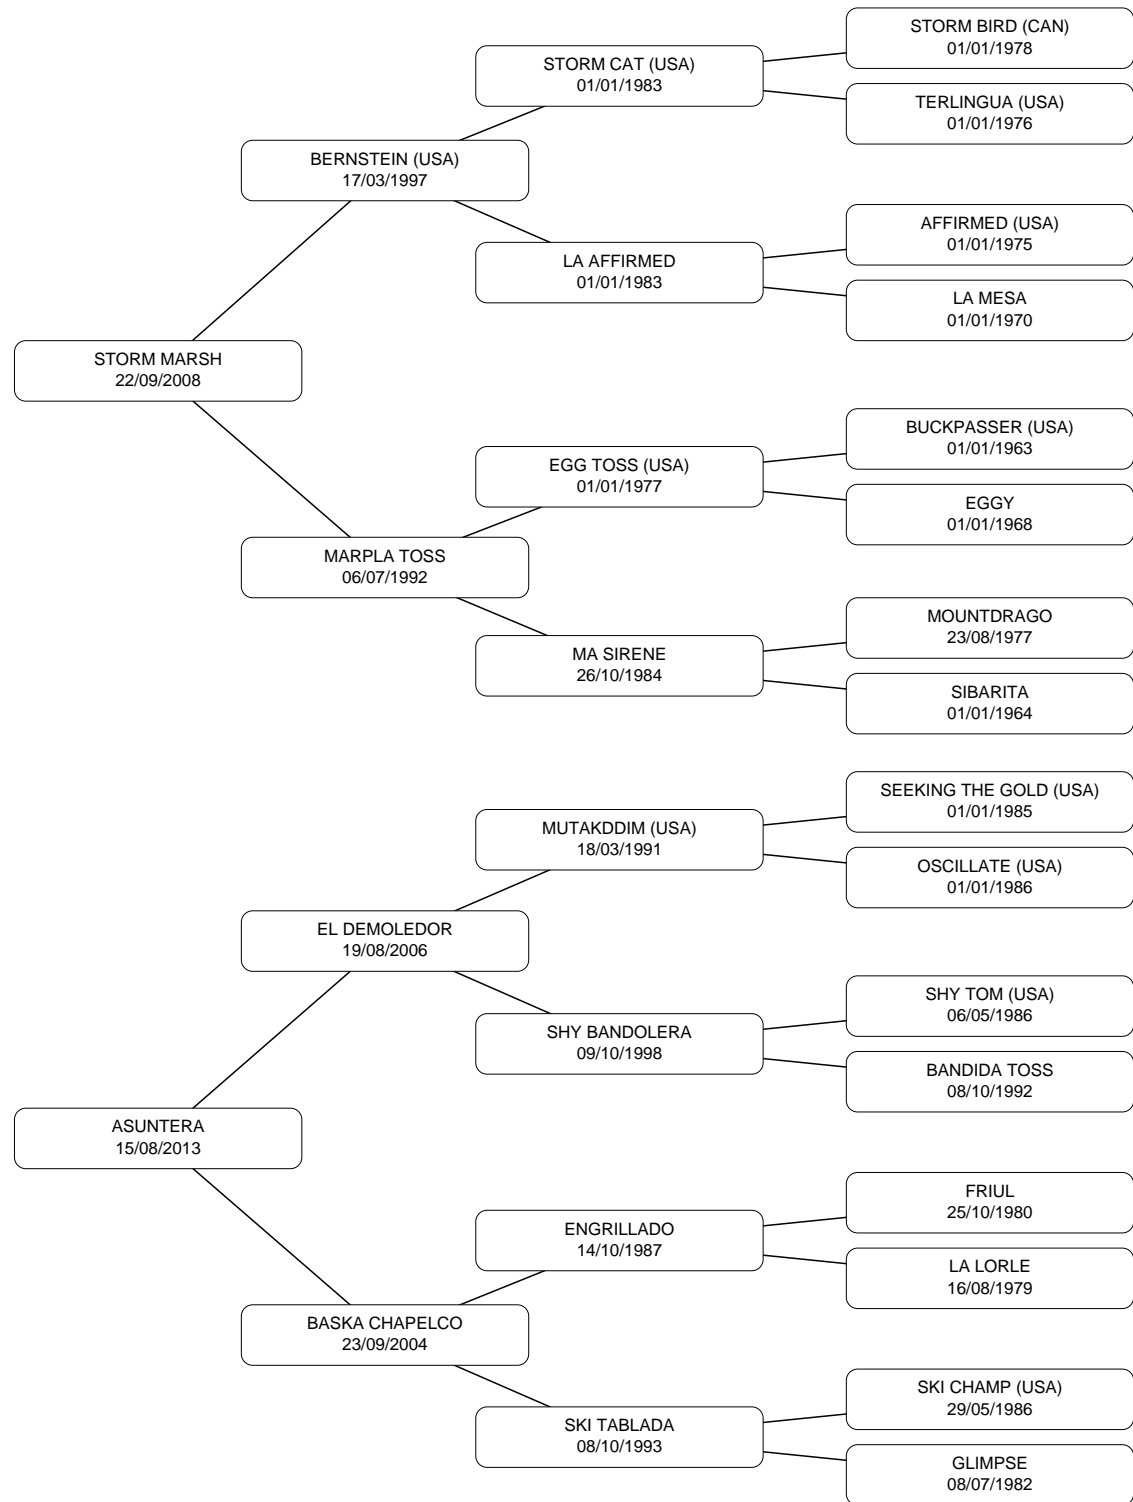 STORM BIRD (CAN)
01/01/1978
STORM CAT (USA)
01/01/1983
TERLINGUA (USA)
01/01/1976
BERNSTEIN (USA)
17/03/1997
AFFIRMED (USA)
01/01/1975
LA AFFIRMED
01/01/1983
LA MESA
01/01/1970
STORM MARSH
22/09/2008
BUCKPASSER (USA)
01/01/1963
EGG TOSS (USA)
01/01/1977
EGGY
01/01/1968
MARPLA TOSS
06/07/1992
MOUNTDRAGO
23/08/1977
MA SIRENE
26/10/1984
SIBARITA
01/01/1964
SEEKING THE GOLD (USA)
01/01/1985
MUTAKDDIM (USA)
18/03/1991
OSCILLATE (USA)
01/01/1986
EL DEMOLEDOR
19/08/2006
SHY TOM (USA)
06/05/1986
SHY BANDOLERA
09/10/1998
BANDIDA TOSS
08/10/1992
ASUNTERA
15/08/2013
FRIUL
25/10/1980
ENGRILLADO
14/10/1987
LA LORLE
16/08/1979
BASKA CHAPELCO
23/09/2004
SKI CHAMP (USA)
29/05/1986
SKI TABLADA
08/10/1993
GLIMPSE
08/07/1982